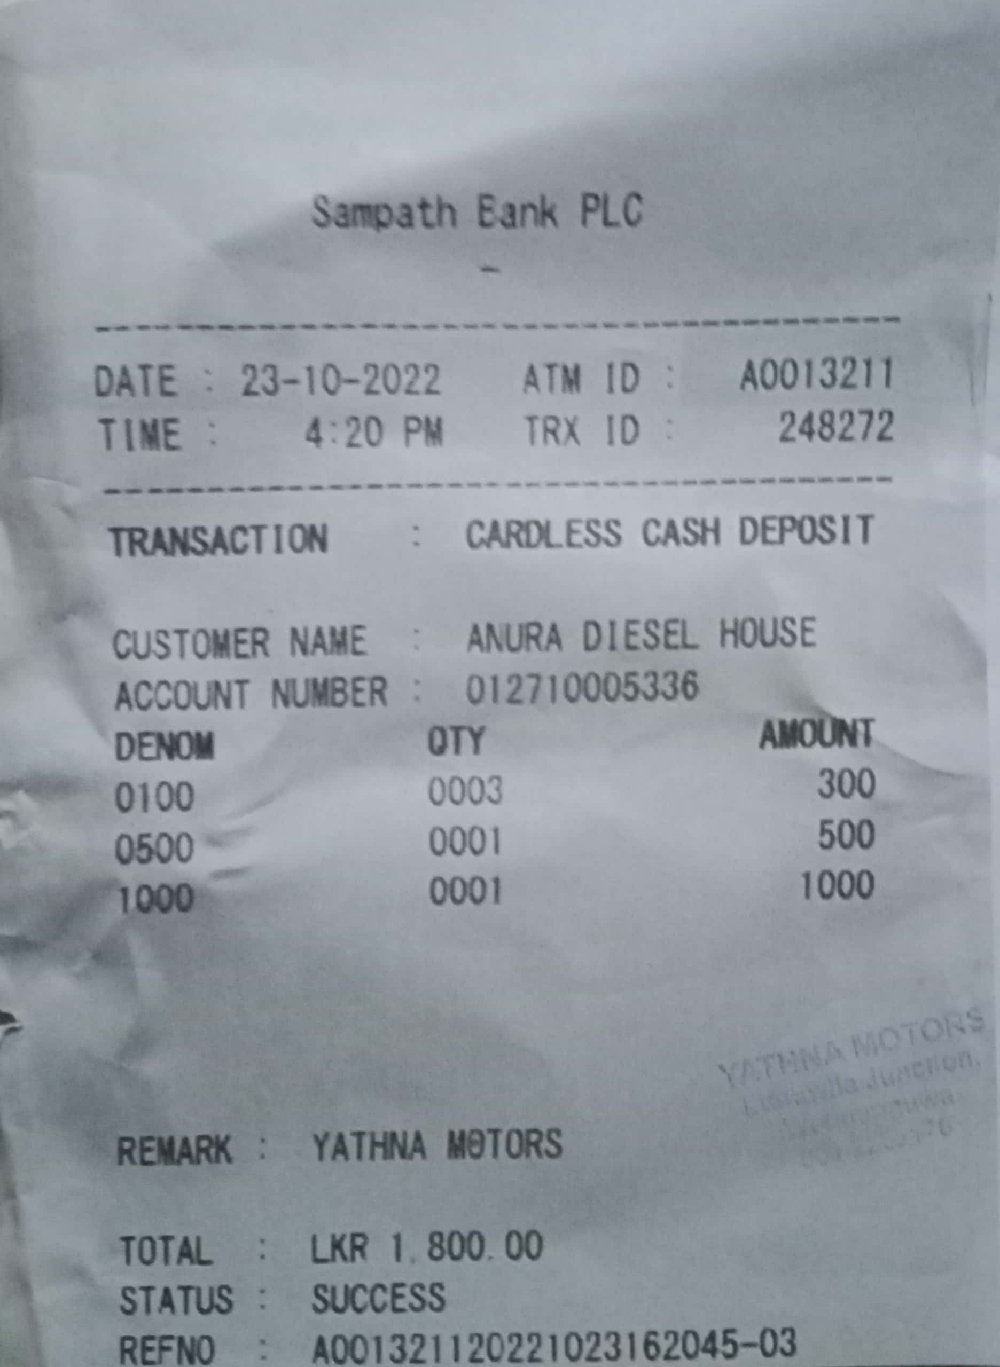 Sampath Bank PLC
-
DATE : 23-10-2022 ATM ID : A0013211
TIME : 4:20 PM TRX ID : 248272
TRANSACTION : CARDLESS CASH DEPOSIT
CUSTOMER NAME : ANURA DIESEL HOUSE
ACCOUNT NUMBER : 012710005336
DENOM QTY AMOUNT
0100 0003 300
0500 0001 500
1000 0001 1000
YATHNA MOTORS
Junction,
REMARK : YATHNA MOTORS
TOTAL : LKR 1,800.00
STATUS : SUCCESS
REFNO : A001321120221023162045-03